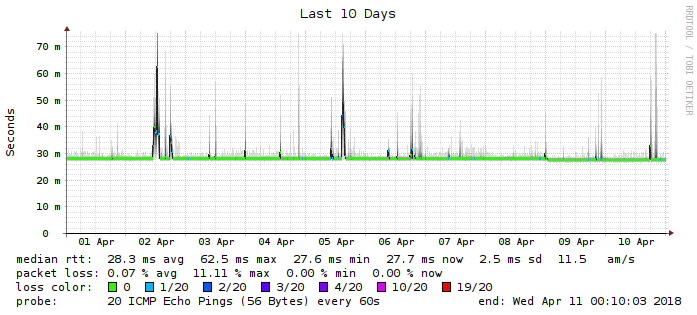 Last 10 Days
RRDTOOL / TOBI OETIKER
Seconds
70 m
60 m
50 m
40 m
30 m
20 m
10 m
0
01 Apr 02 Apr 03 Apr 04 Apr 05 Apr 06 Apr 07 Apr 08 Apr 09 Apr 10 Apr
median rtt: 28.3 ms avg 62.5 ms max 27.6 ms min 27.7 ms now 2.5 ms sd 11.5 am/s
packet loss: 0.07 % avg 11.11 % max 0.00 % min 0.00 % now
loss color: 0 1/20 2/20 3/20 4/20 10/20 19/20
probe: 20 ICMP Echo Pings (56 Bytes) every 60s end: Wed Apr 11 00:10:03 2018